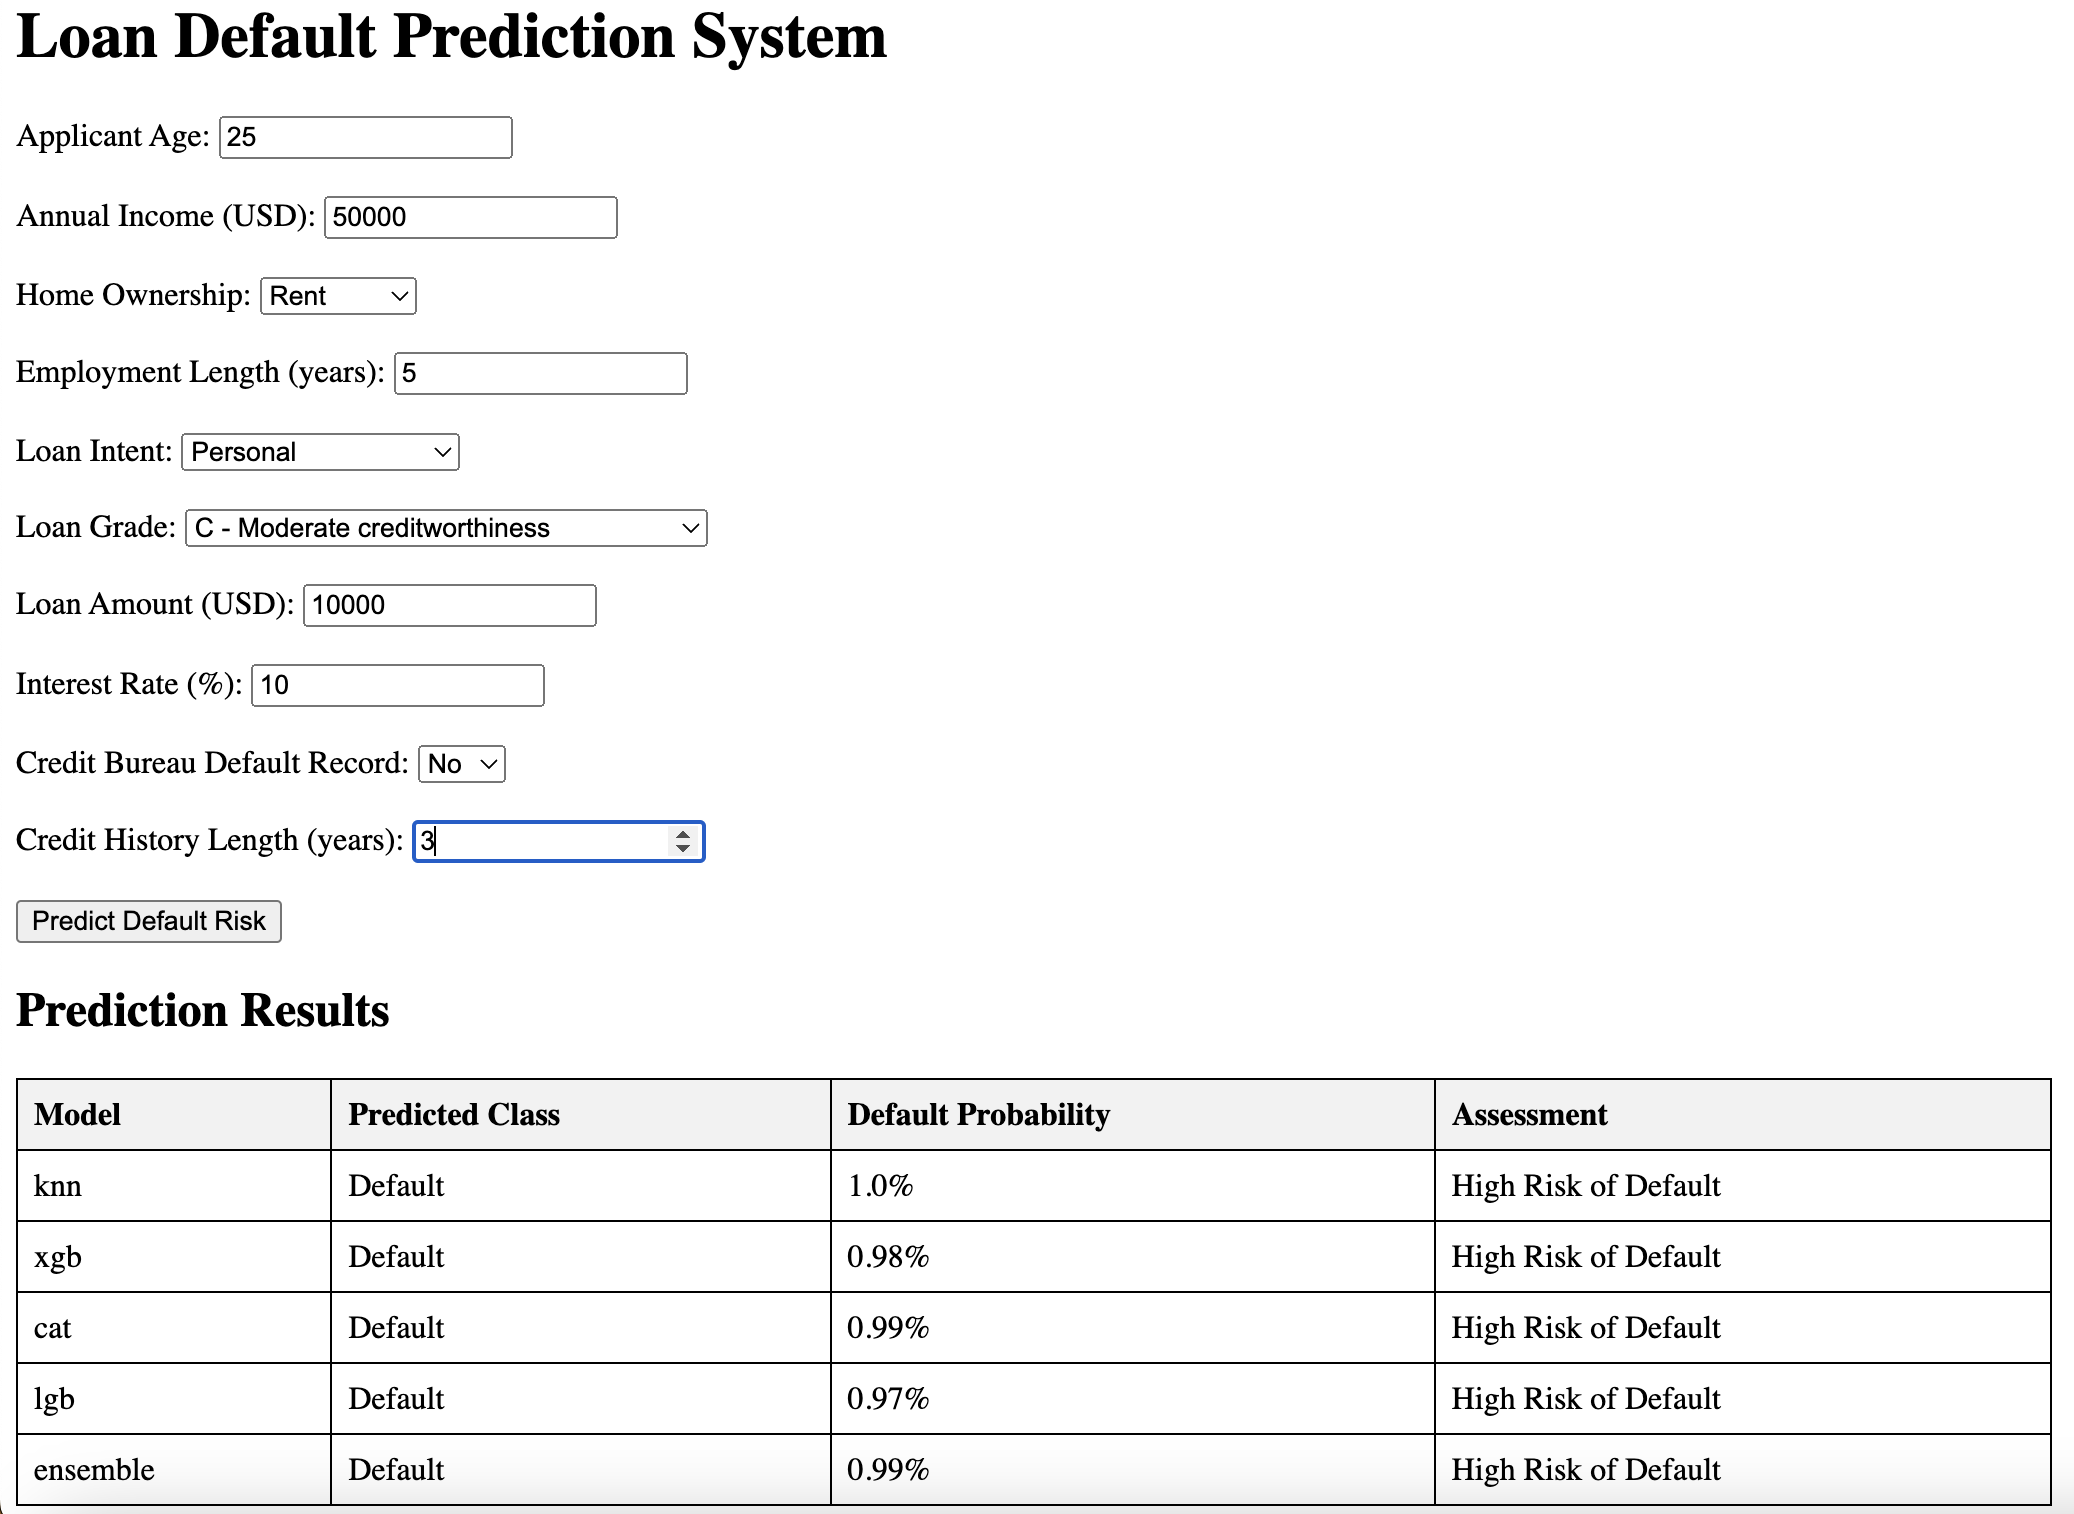 Loan Default Prediction System
Applicant Age: 25
Annual Income (USD): 50000
Home Ownership: Rent
Employment Length (years): 5
Loan Intent: Personal
Loan Grade: C - Moderate creditworthiness
Loan Amount (USD): 10000
Interest Rate (%): 10
Credit Bureau Default Record: No
Credit History Length (years): 3
Predict Default Risk
Prediction Results
Model Predicted Class Default Probability Assessment
knn Default 1.0% High Risk of Default
xgb Default 0.98% High Risk of Default
cat Default 0.99% High Risk of Default
lgb Default 0.97% High Risk of Default
ensemble Default 0.99% High Risk of Default